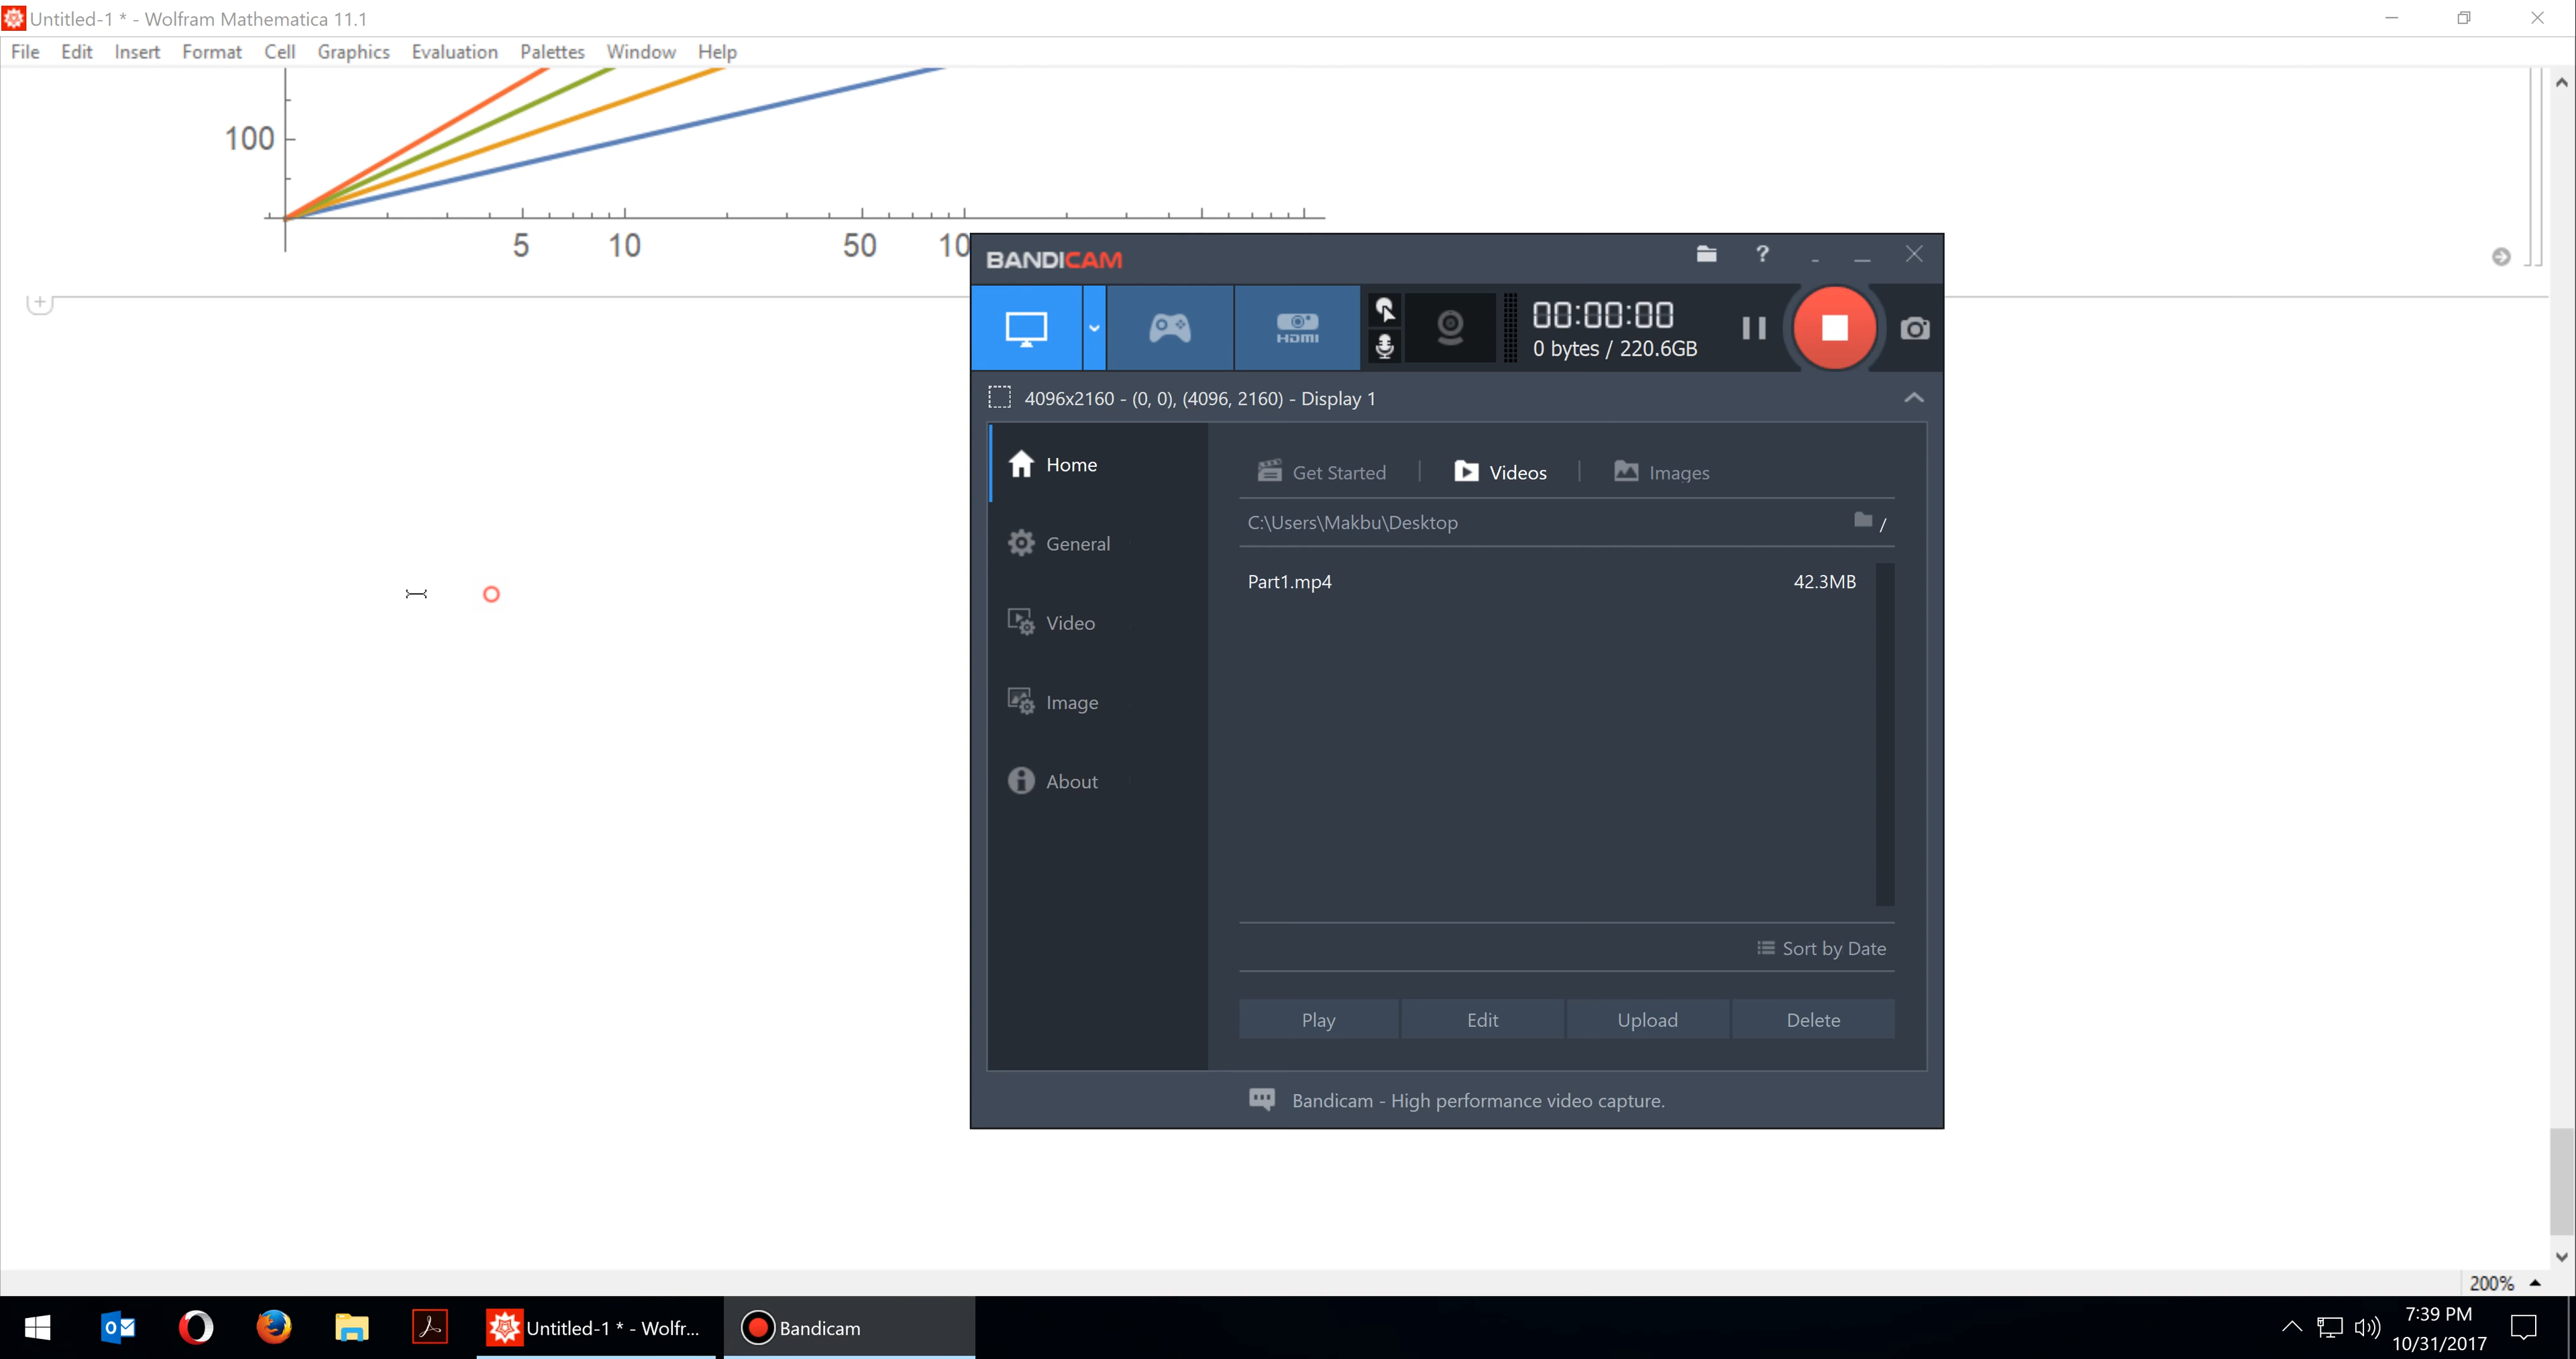 Untitled-1 * - Wolfram Mathematica 11.1
File Edit Insert Format Cell Graphics Evaluation Palettes Window Help
100
5 10 50 10
BANDICAM
?
HDMI
00:00:00
0 bytes / 220.6GB
4096x2160 - (0, 0), (4096, 2160) - Display 1
Home
General
Video
Image
About
Get Started | Videos | Images
C:\Users\Makbu\Desktop
/
Part1.mp4 42.3MB
Sort by Date
Play Edit Upload Delete
Bandicam - High performance video capture.
200%
Untitled-1 * - Wolfr...
Bandicam
7:39 PM
10/31/2017